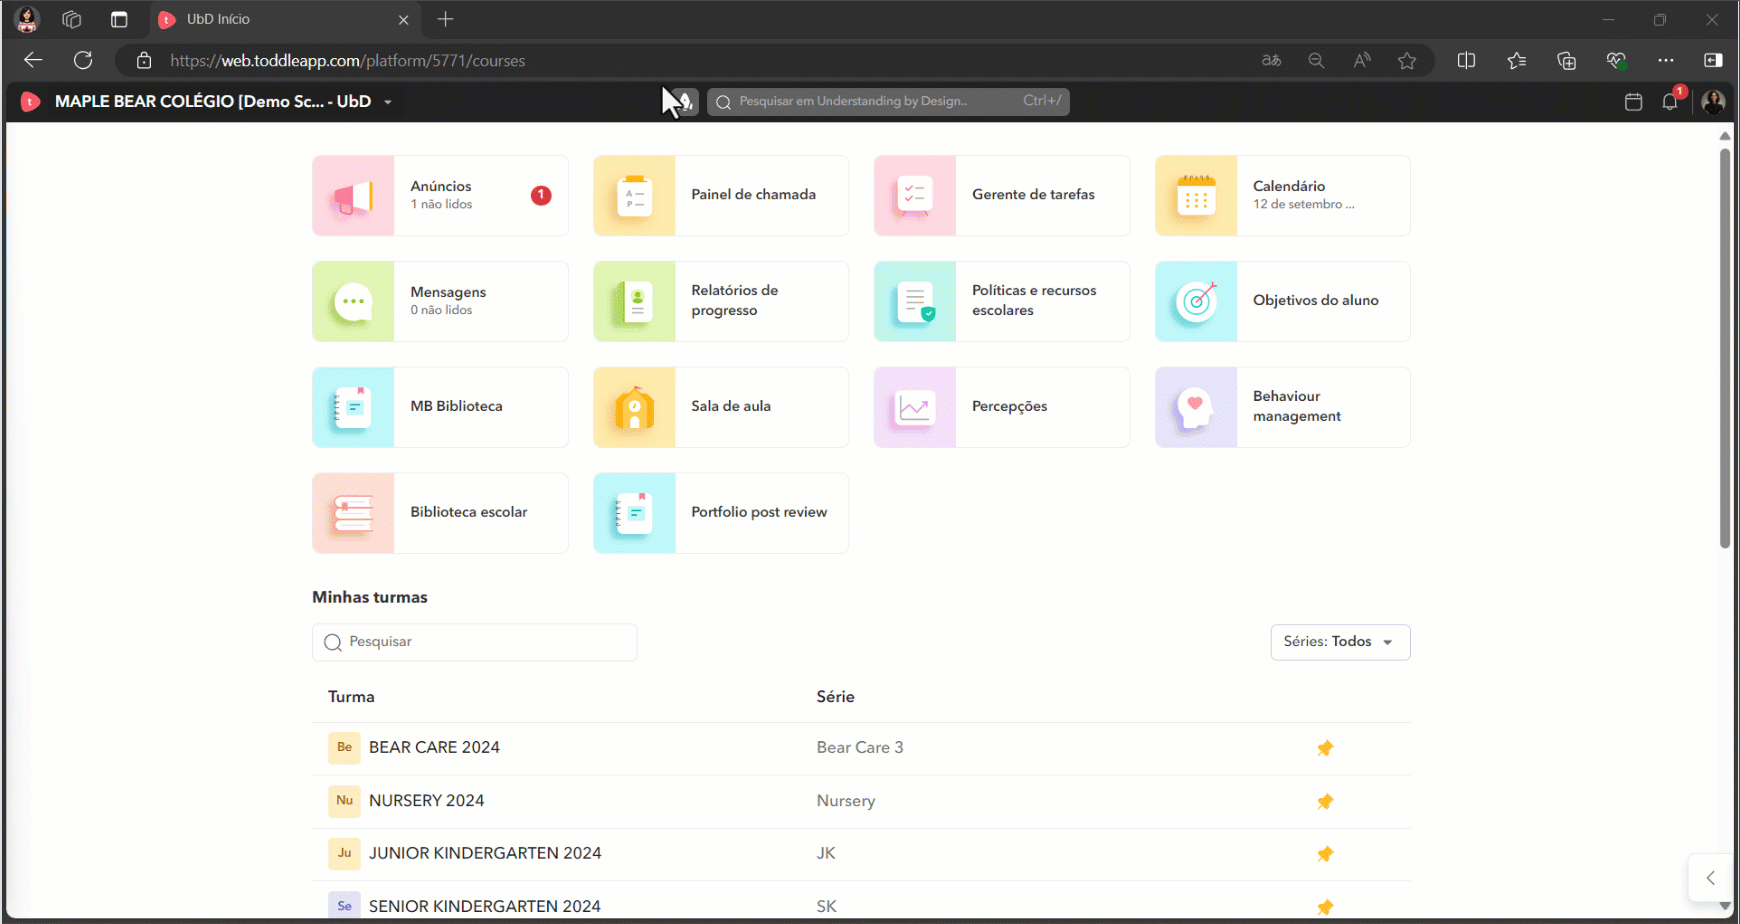 UbD Início
https://web.toddleapp.com/platform/5771/courses
MAPLE BEAR COLÉGIO [Demo Sc... - UbD
Pesquisar em Understanding by Design..
Ctrl+/
1
Anúncios
1 não lidos
1
Painel de chamada
Gerente de tarefas
Calendário
12 de setembro ...
Mensagens
0 não lidos
Relatórios de
progresso
Políticas e recursos
escolares
Objetivos do aluno
MB Biblioteca
Sala de aula
Percepções
Behaviour
management
Biblioteca escolar
Portfolio post review
Minhas turmas
Pesquisar
Séries: Todos
Turma
Série
Be
BEAR CARE 2024
Bear Care 3
Nu
NURSERY 2024
Nursery
Ju
JUNIOR KINDERGARTEN 2024
JK
Se
SENIOR KINDERGARTEN 2024
SK